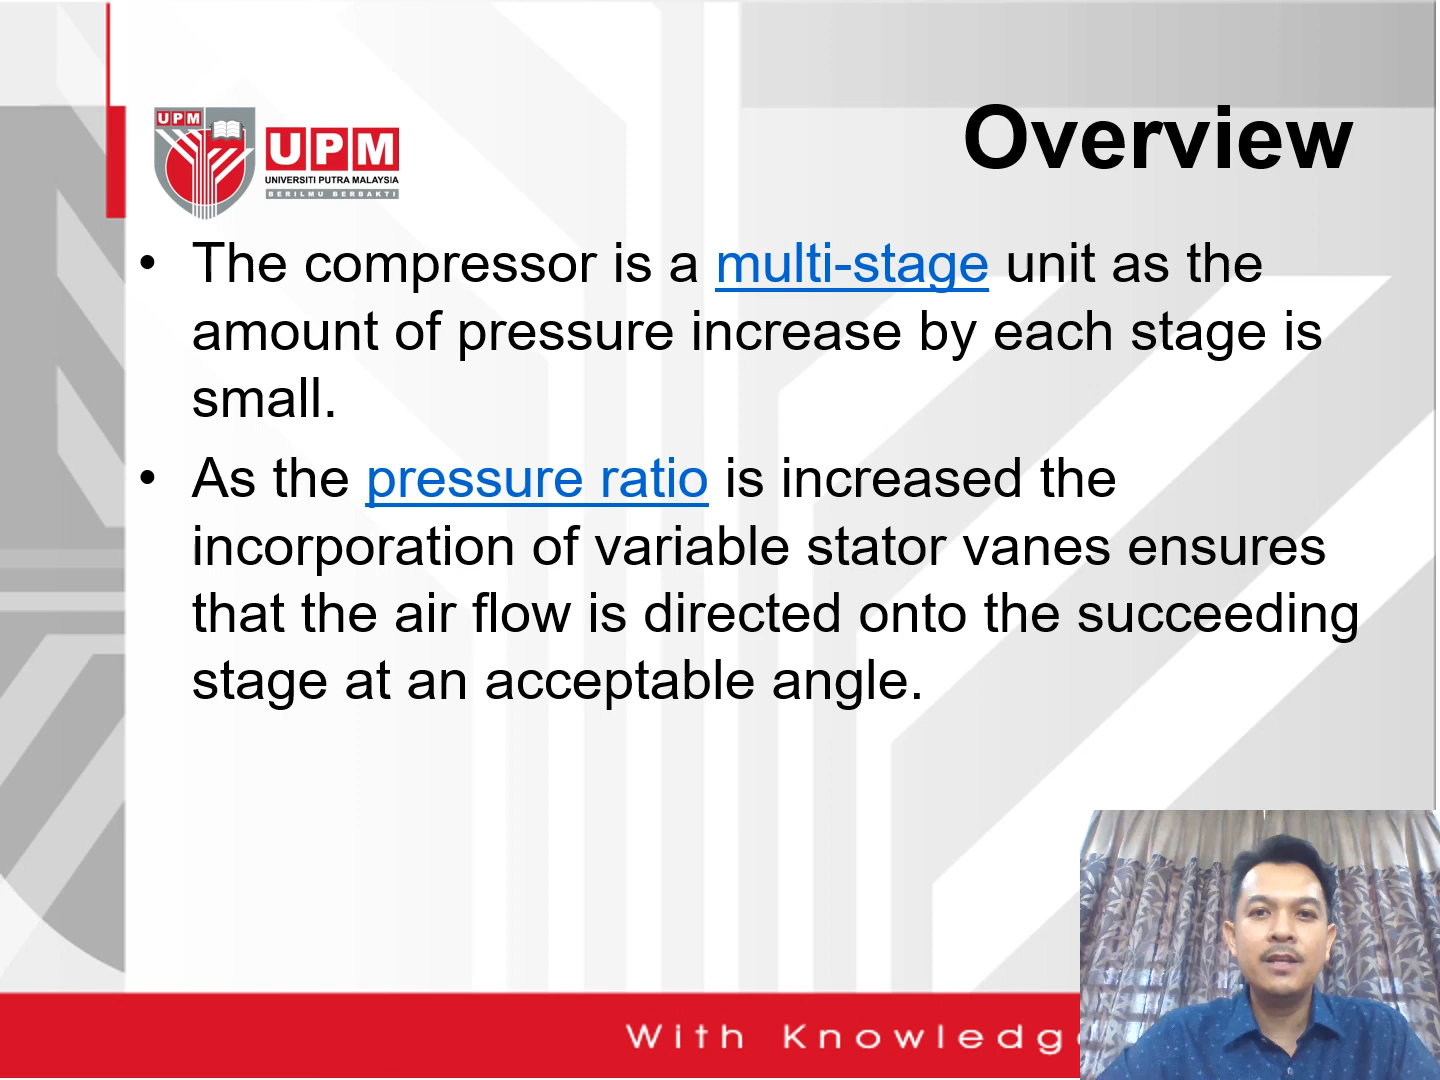 UPM
UPM
UNIVERSITI PUTRA MALAYSIA
BERILMU BERBAKTI
Overview
• The compressor is a multi-stage unit as the
amount of pressure increase by each stage is
small.
• As the pressure ratio is increased the
incorporation of variable stator vanes ensures
that the air flow is directed onto the succeeding
stage at an acceptable angle.
With Knowledge